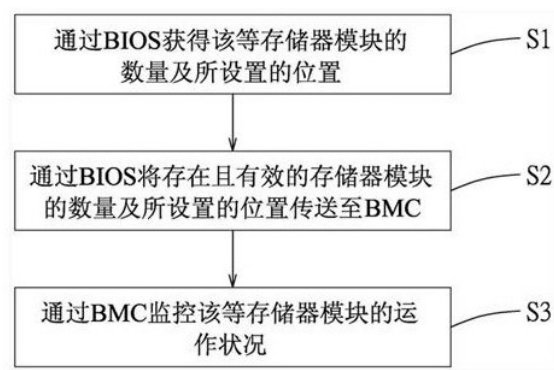 通过BIOS获得该等存储器模块的
数量及所设置的位置
S1
通过BIOS将存在且有效的存储器模块
的数量及所设置的位置传送至BMC
S2
通过BMC监控该等存储器模块的运
作状况
S3